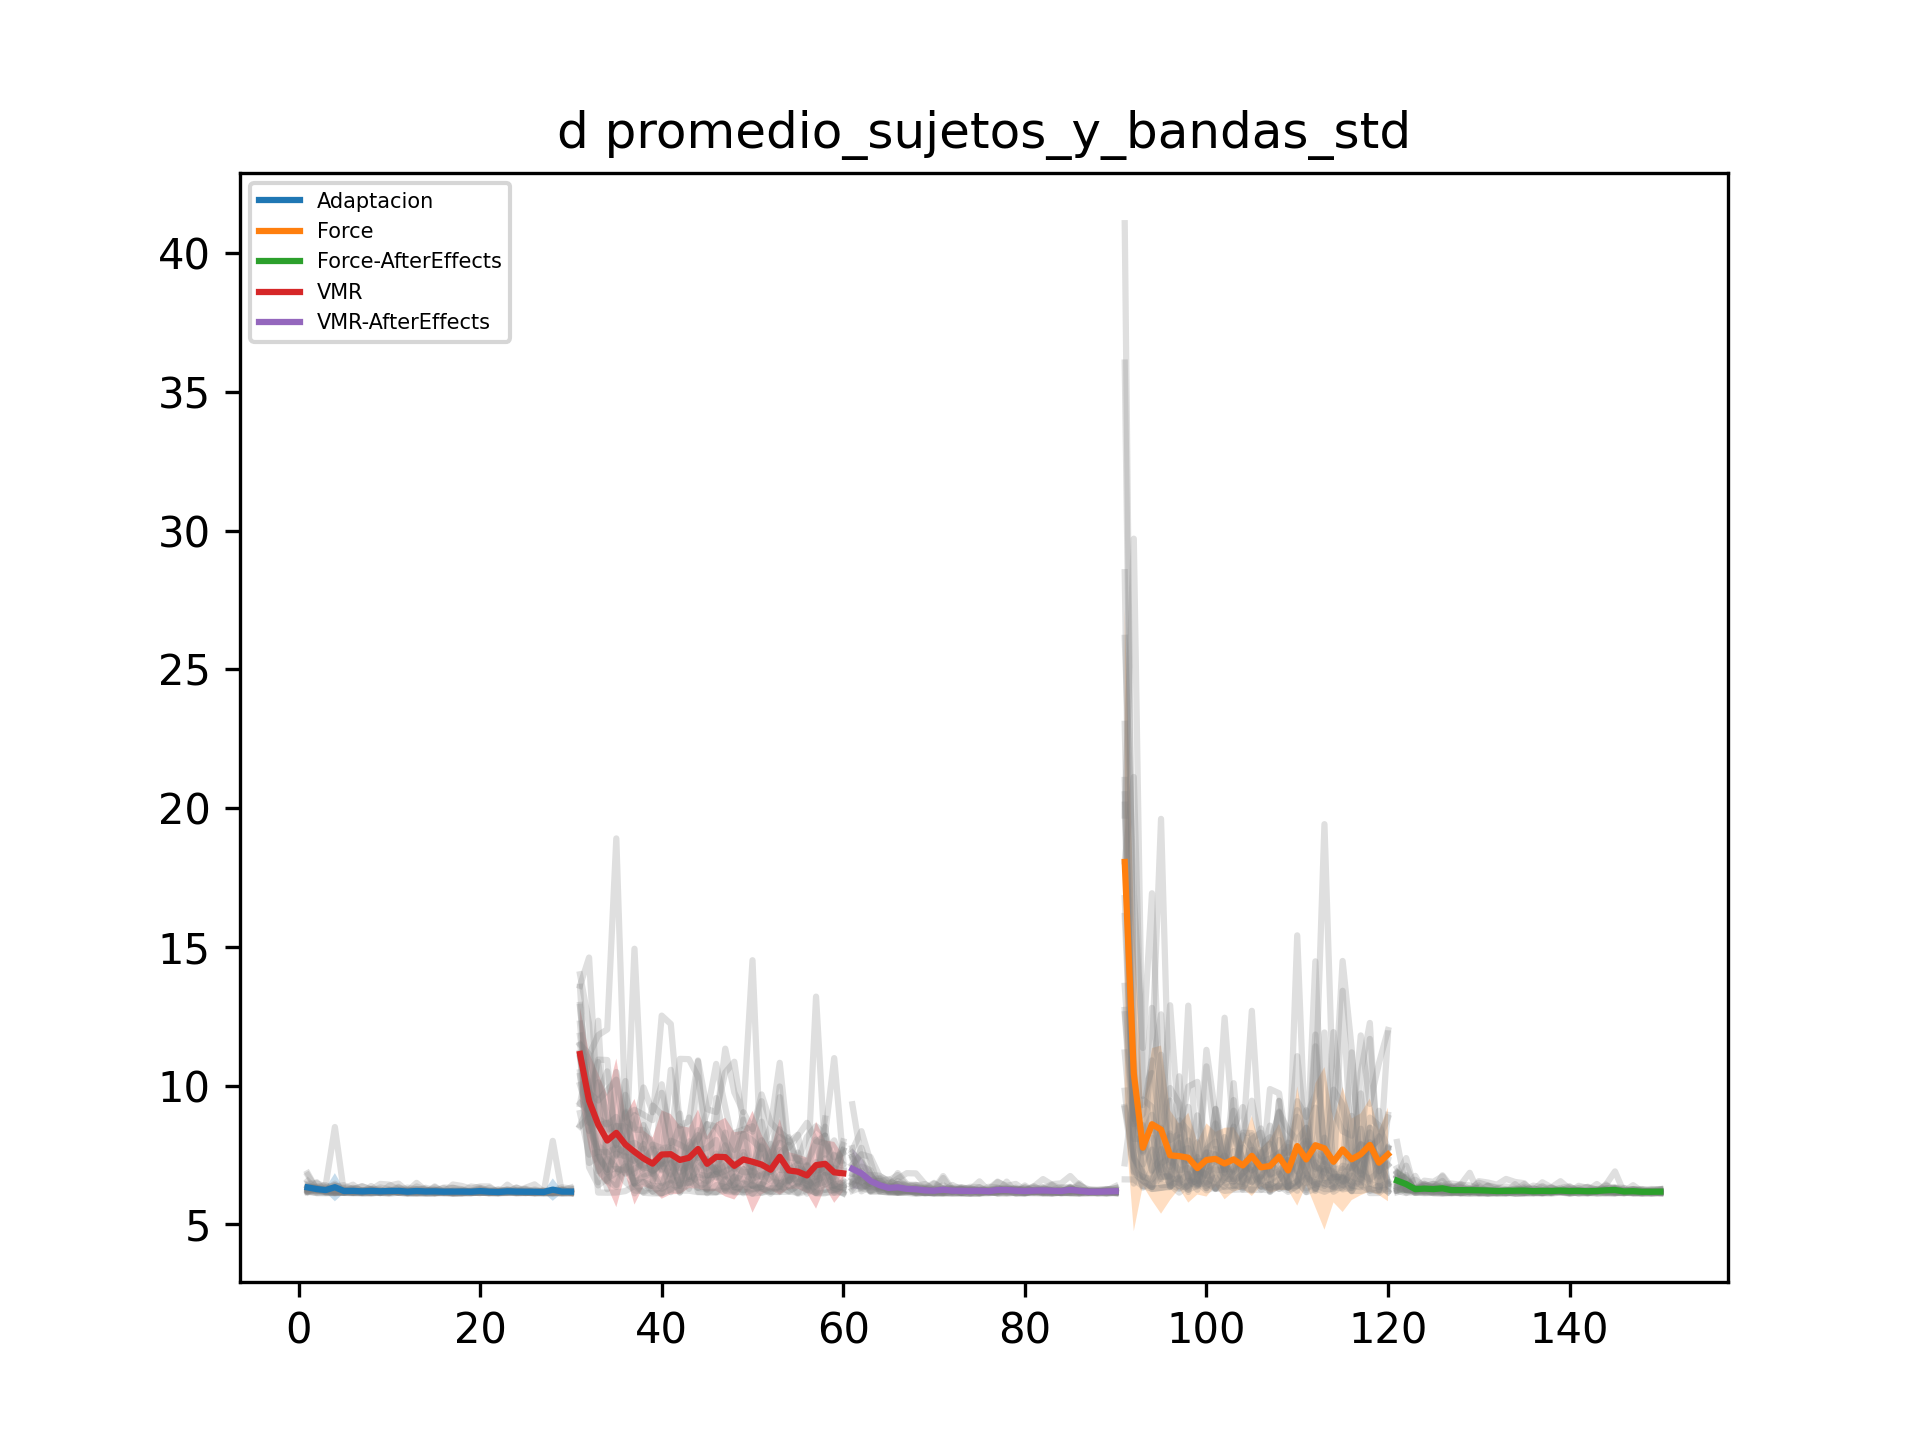 d promedio_sujetos_y_bandas_std
Adaptacion
Force
Force-AfterEffects
VMR
VMR-AfterEffects
40
35
30
25
20
15
10
5
0 20 40 60 80 100 120 140